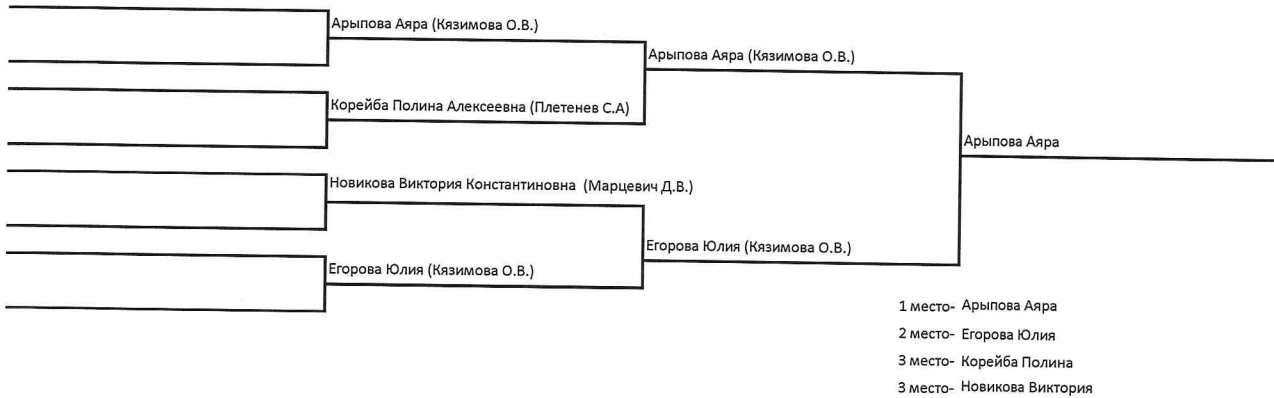 Арыпова Аяра (Кязимова О.В.)
Арыпова Аяра (Кязимова О.В.)
Корейба Полина Алексеевна (Плетенев С.А)
Арыпова Аяра
Новикова Виктория Константиновна (Марцевич Д.В.)
Егорова Юлия (Кязимова О.В.)
Егорова Юлия (Кязимова О.В.)
1 место- Арыпова Аяра
2 место- Егорова Юлия
3 место- Корейба Полина
3 место- Новикова Виктория